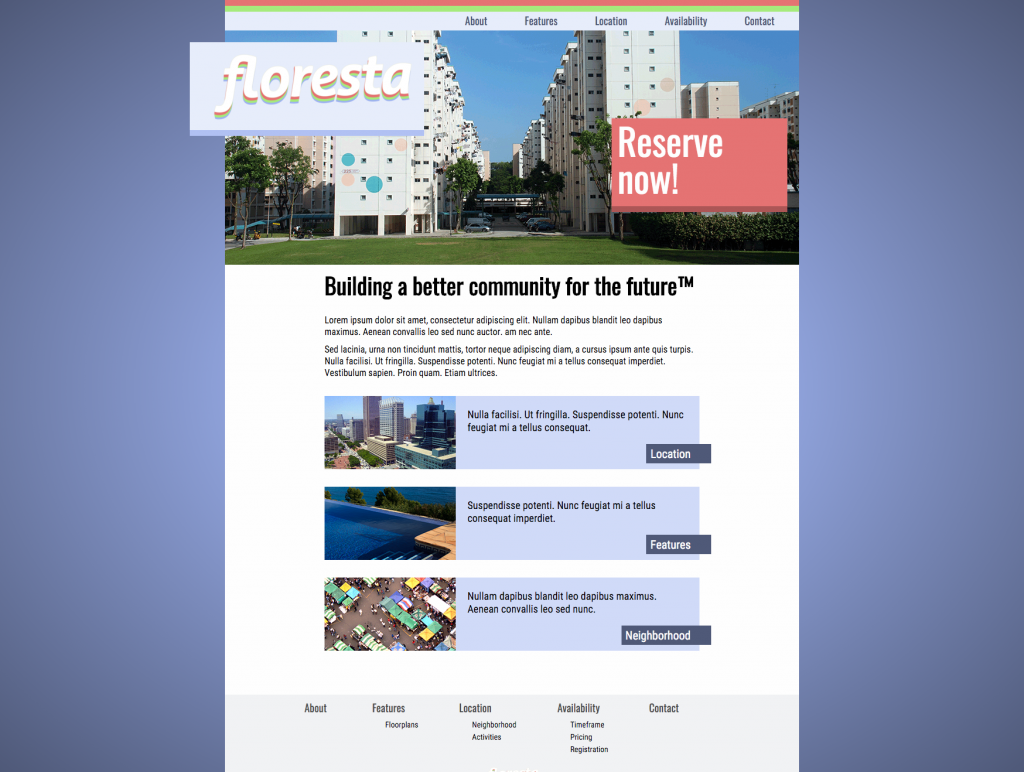 About Features Location Availability Contact
floresta
Reserve
now!
Building a better community for the future™
Lorem ipsum dolor sit amet, consectetur adipiscing elit. Nullam dapibus blandit leo dapibus
maximus. Aenean convallis leo sed nunc auctor. am nec ante.
Sed lacinia, urna non tincidunt mattis, tortor neque adipiscing diam, a cursus ipsum ante quis turpis.
Nulla facilisi. Ut fringilla. Suspendisse potenti. Nunc feugiat mi a tellus consequat imperdiet.
Vestibulum sapien. Proin quam. Etiam ultrices.
Nulla facilisi. Ut fringilla. Suspendisse potenti. Nunc
feugiat mi a tellus consequat.
Location
Suspendisse potenti. Nunc feugiat mi a tellus
consequat imperdiet.
Features
Nullam dapibus blandit leo dapibus maximus.
Aenean convallis leo sed nunc.
Neighborhood
About Features Location Availability Contact
Floorplans Neighborhood Timeframe
Activities Pricing
Registration